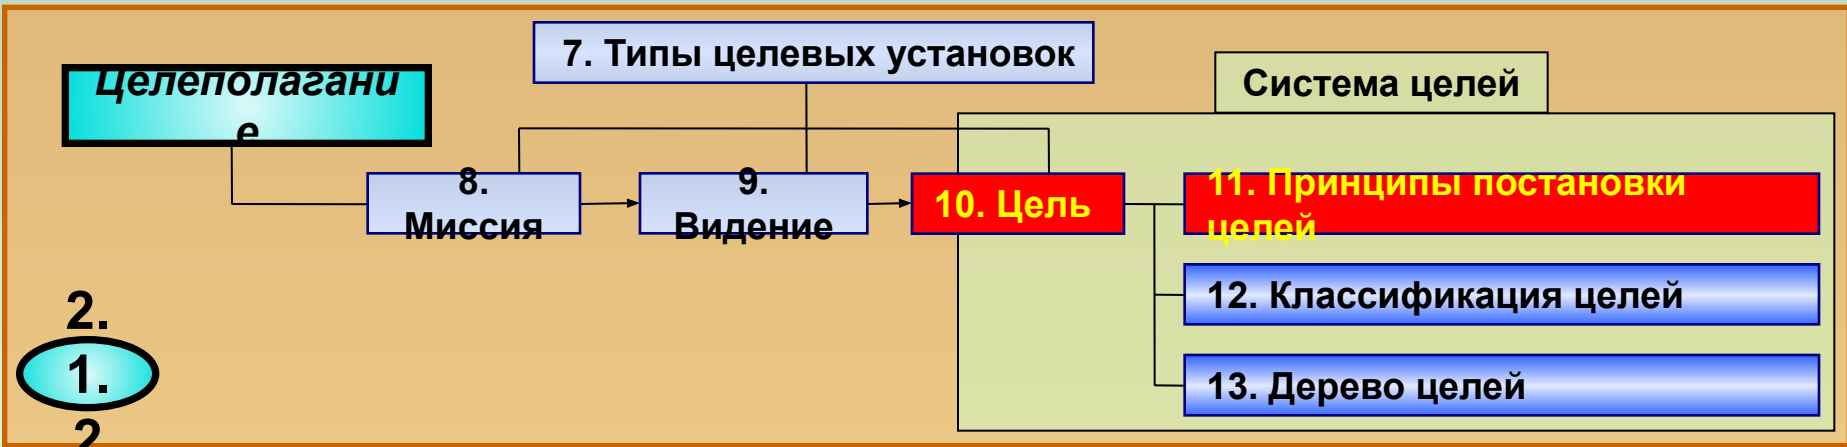 7. Типы целевых установок
Целеполагани
е
Система целей
8.
Миссия
9.
Видение
10. Цель
11. Принципы постановки
целей
12. Классификация целей
13. Дерево целей
2.
1.
2